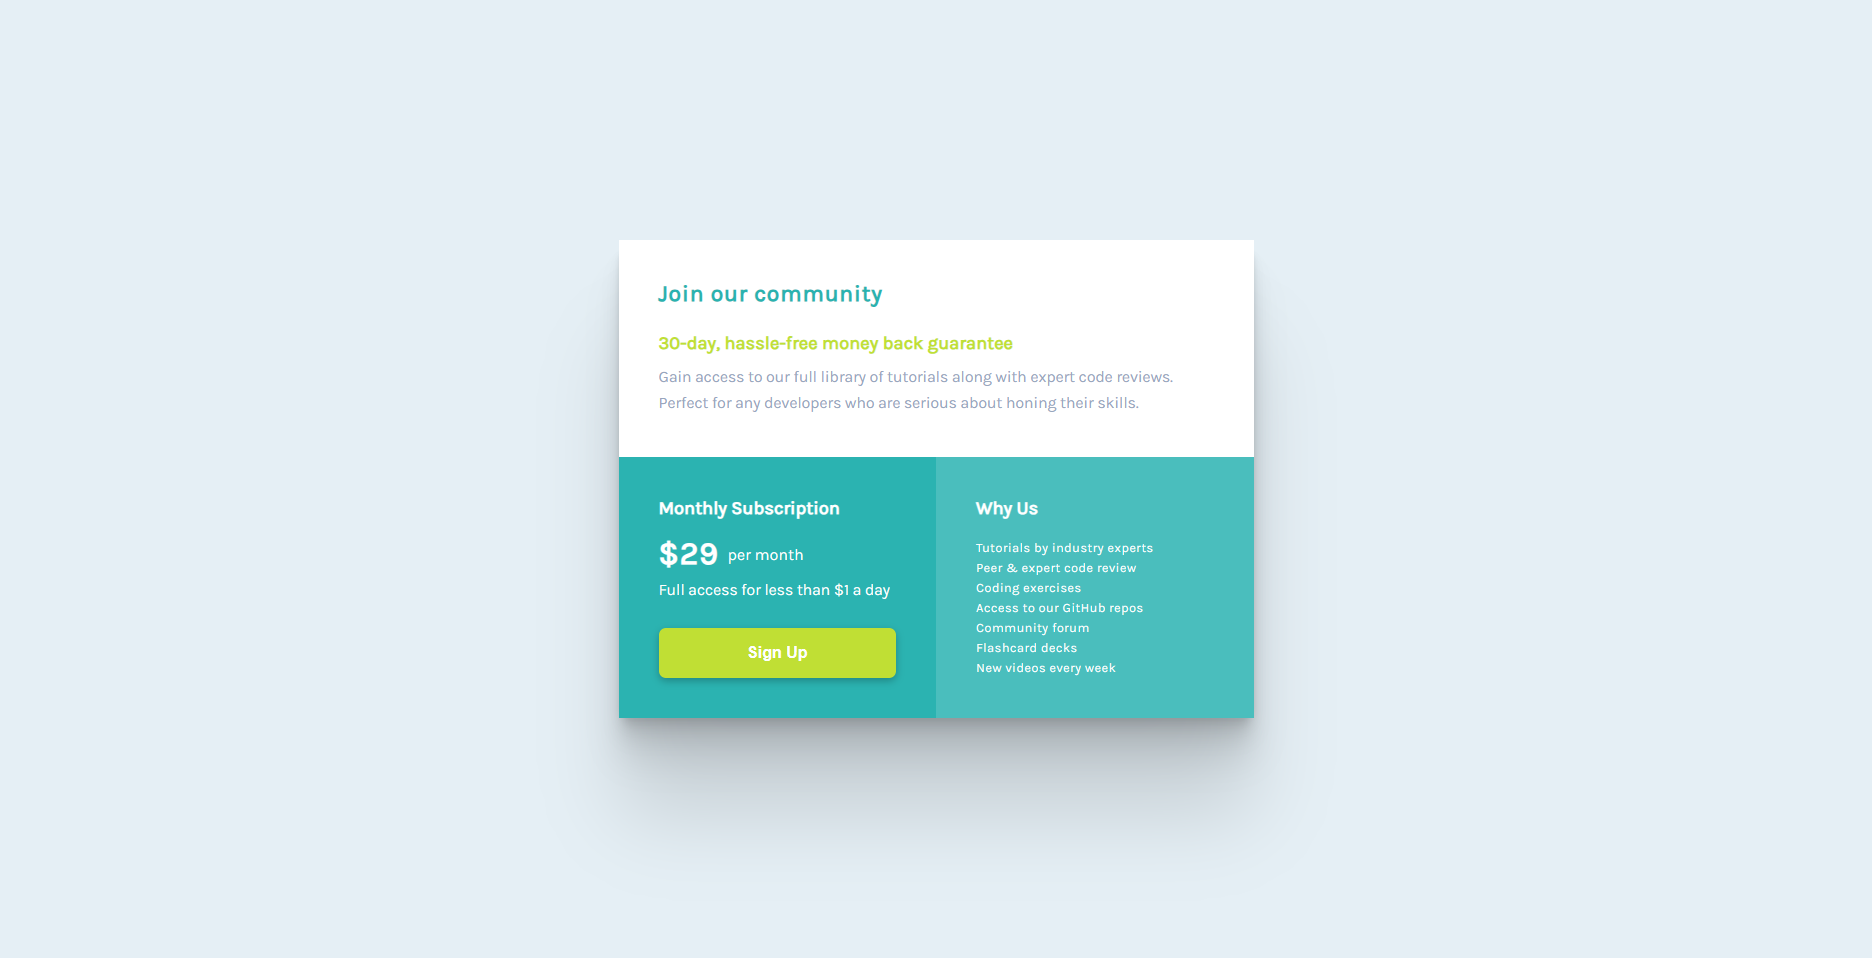 Join our community
30-day, hassle-free money back guarantee
Gain access to our full library of tutorials along with expert code reviews.
Perfect for any developers who are serious about honing their skills.
Monthly Subscription
$29 per month
Full access for less than $1 a day
Sign Up
Why Us
Tutorials by industry experts
Peer & expert code review
Coding exercises
Access to our GitHub repos
Community forum
Flashcard decks
New videos every week